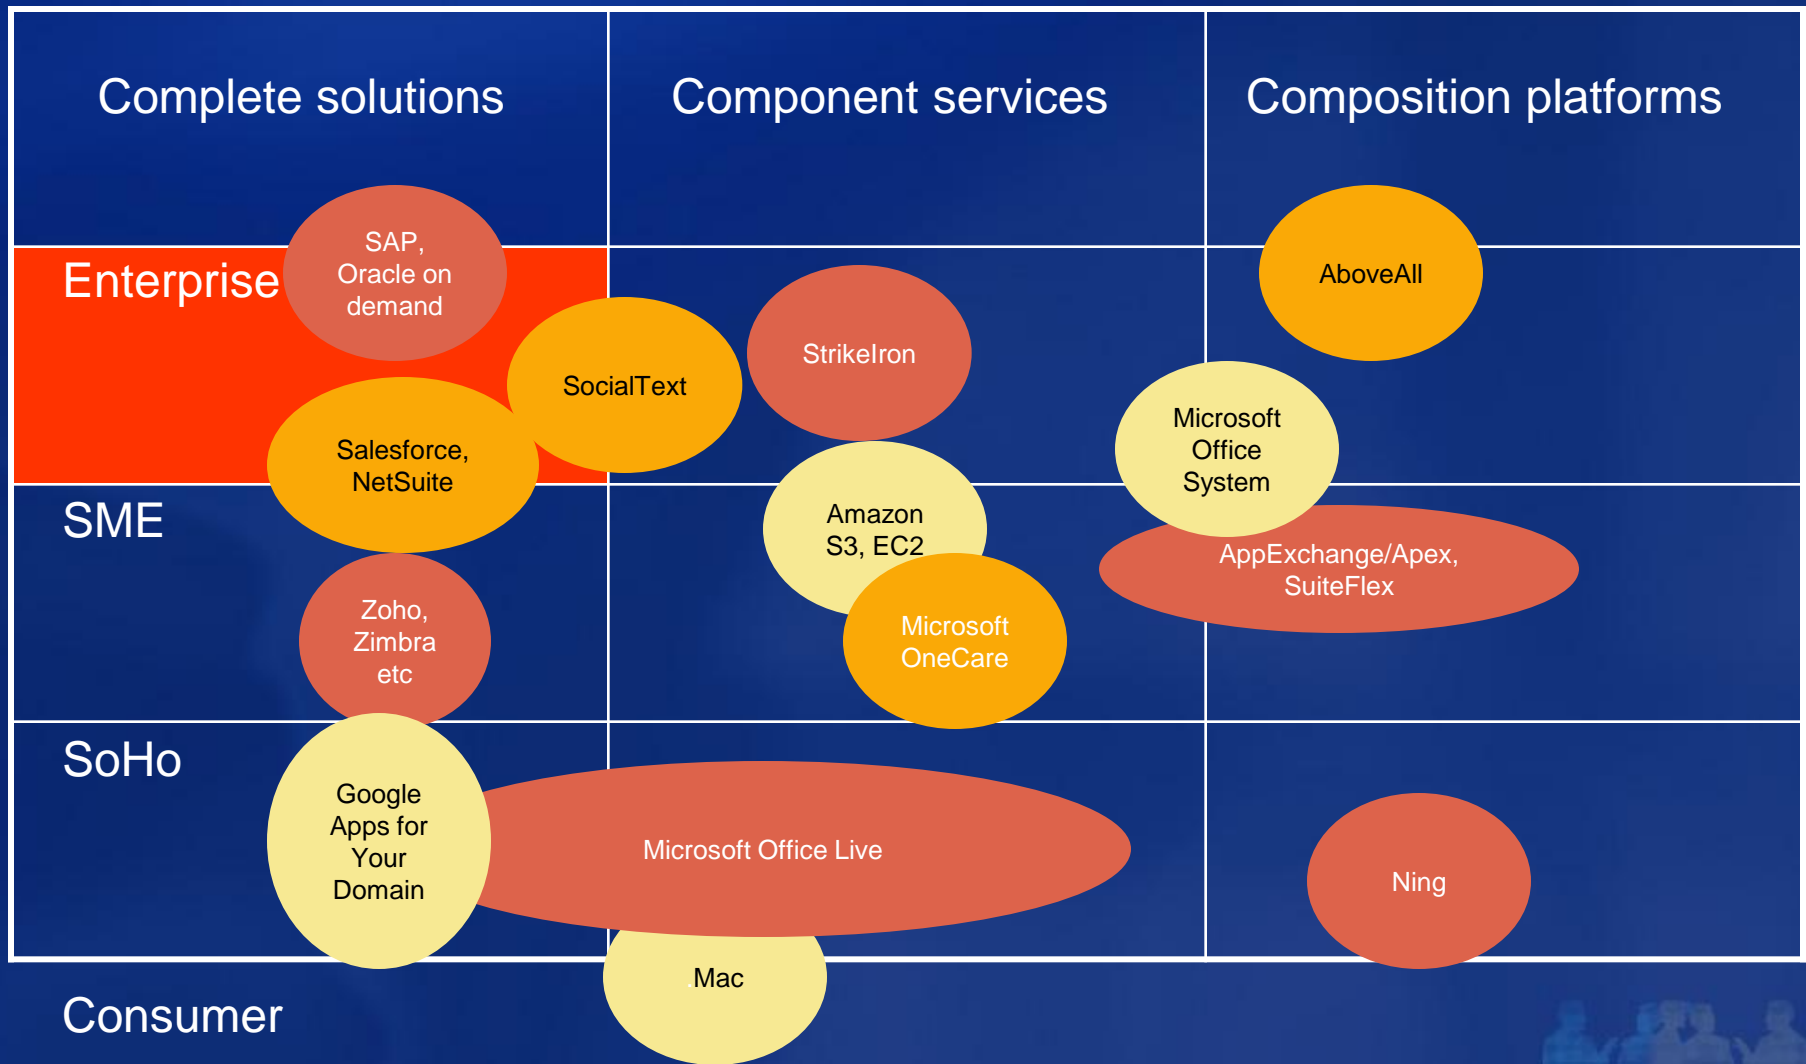 Complete solutions
Component services
Composition platforms
Enterprise
SAP,
Oracle on
demand
AboveAll
StrikeIron
SocialText
Salesforce,
NetSuite
Microsoft
Office
System
SME
Amazon
S3, EC2
AppExchange/Apex,
SuiteFlex
Zoho,
Zimbra
etc
Microsoft
OneCare
SoHo
Google
Apps for
Your
Domain
Microsoft Office Live
Ning
.Mac
Consumer